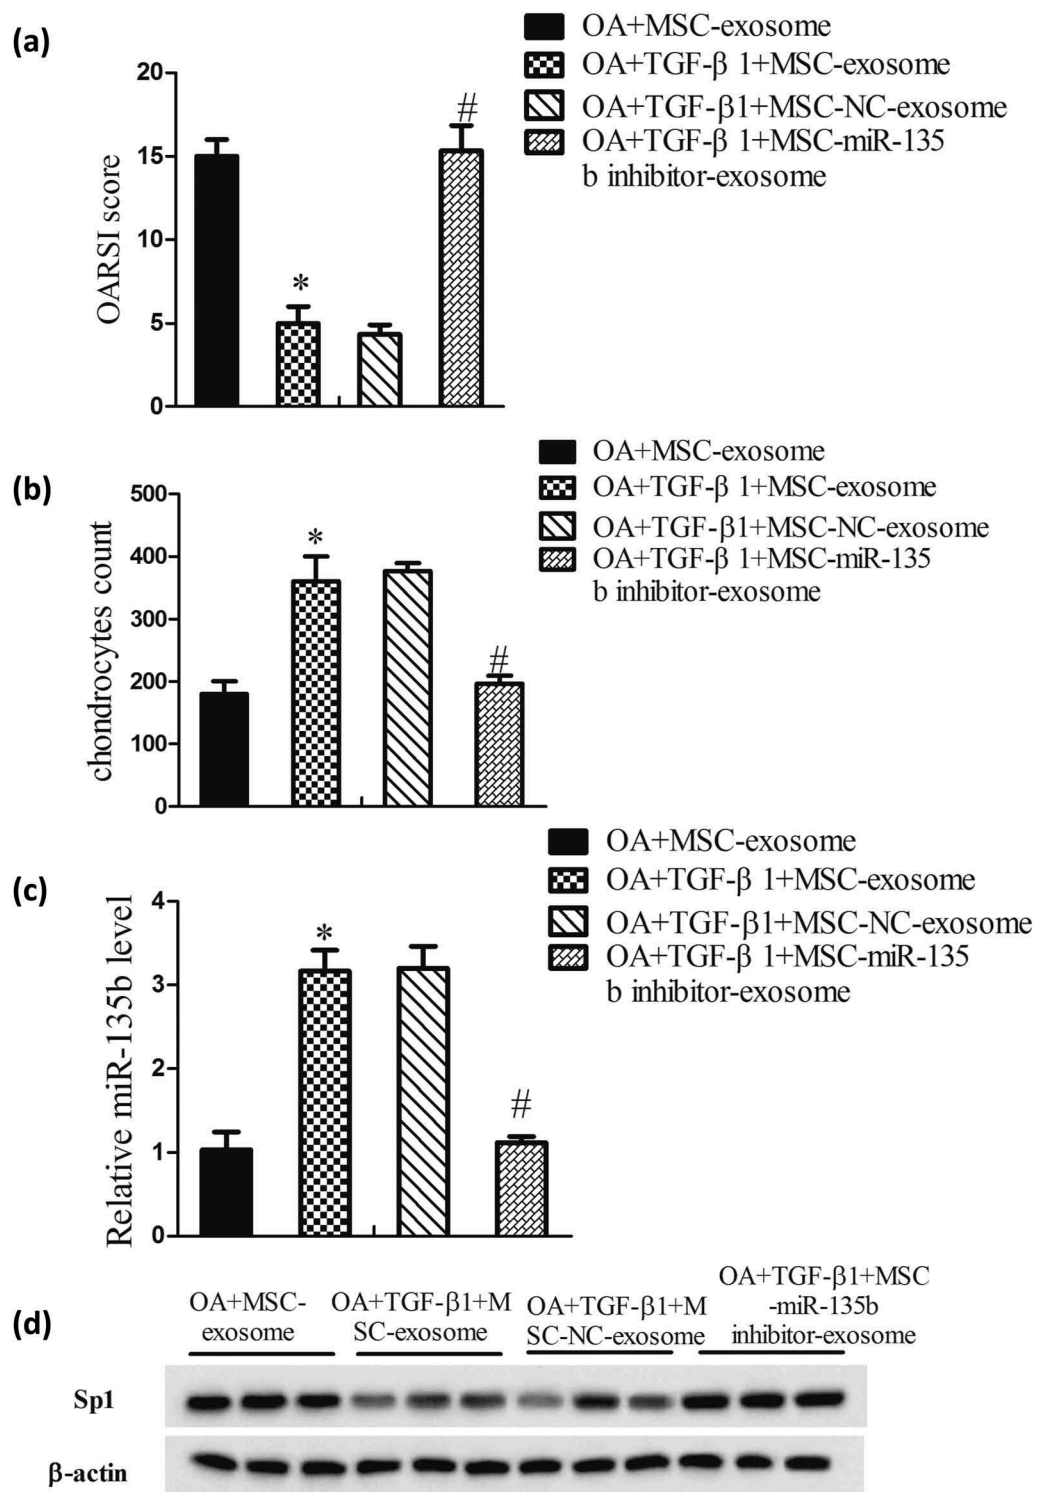 (a)
OA+MSC-exosome
OA+TGF-β 1+MSC-exosome
OA+TGF-β1+MSC-NC-exosome
OA+TGF-β 1+MSC-miR-135
b inhibitor-exosome
OARSI score
20
15
10
5
0
*
#
(b)
OA+MSC-exosome
OA+TGF-β 1+MSC-exosome
OA+TGF-β1+MSC-NC-exosome
OA+TGF-β 1+MSC-miR-135
b inhibitor-exosome
chondrocytes count
500
400
300
200
100
0
*
#
(c)
OA+MSC-exosome
OA+TGF-β 1+MSC-exosome
OA+TGF-β1+MSC-NC-exosome
OA+TGF-β 1+MSC-miR-135
b inhibitor-exosome
Relative miR-135b level
4
3
2
1
0
*
#
(d)
OA+MSC-
exosome
OA+TGF-β1+M
SC-exosome
OA+TGF-β1+M
SC-NC-exosome
OA+TGF-β1+MSC
-miR-135b
inhibitor-exosome
Sp1
β-actin